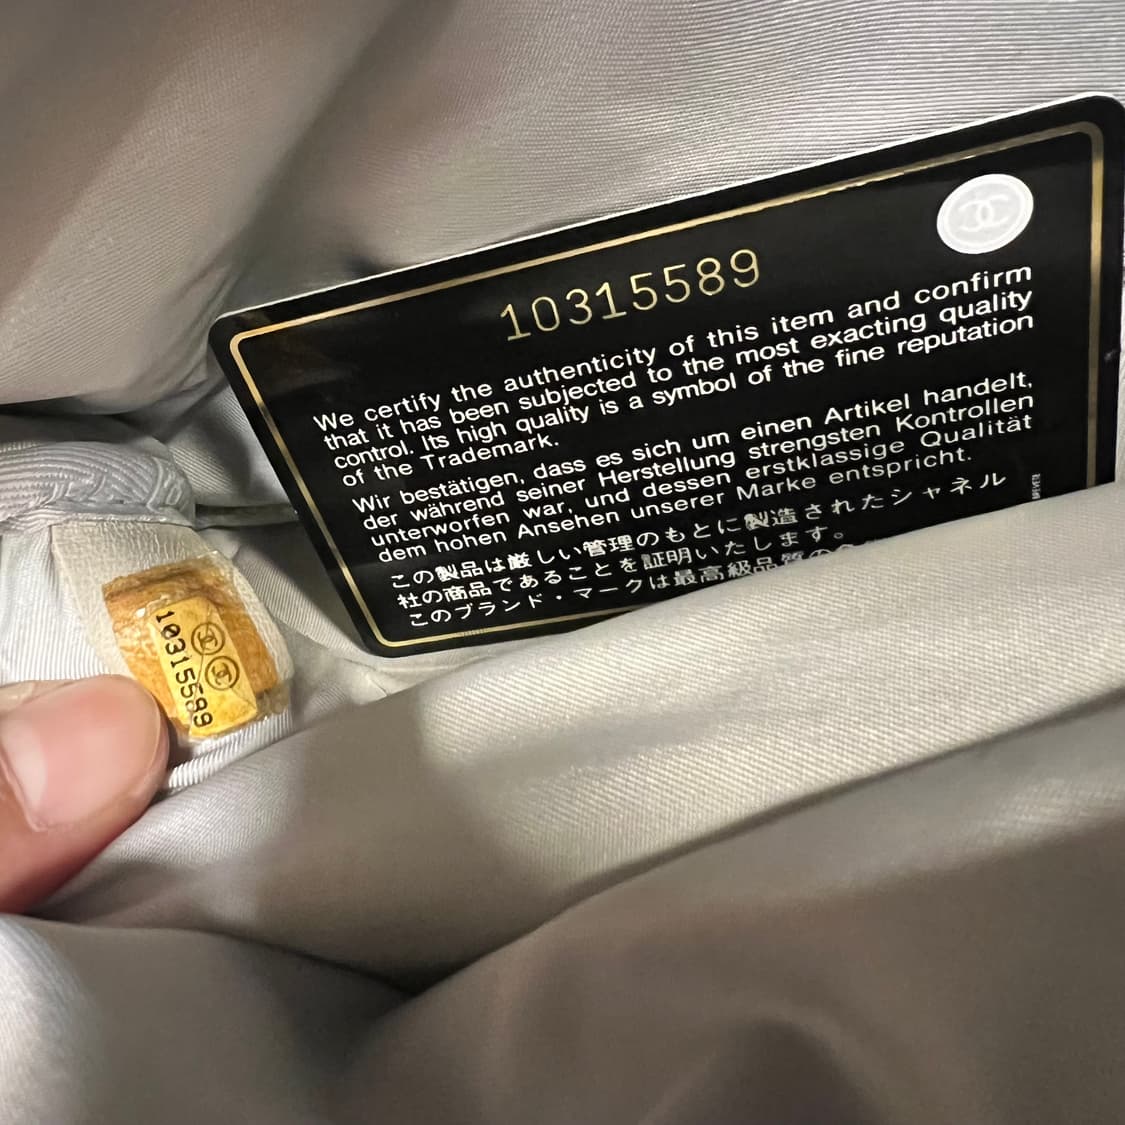 10315589
We certify the authenticity of this item and confirm
that it has been subjected to the most exacting quality
control. Its high quality is a symbol of the fine reputation
of the Trademark.
Wir bestätigen, dass es sich um einen Artikel handelt,
der während seiner Herstellung strengsten Kontrollen
unterworfen war, und dessen erstklassige Qualität
dem hohen Ansehen unserer Marke entspricht.
この製品は厳しい管理のもとに製造されたシャネル
社の商品であることを証明いたします。
このブランド・マークは最高級品質の
10315589